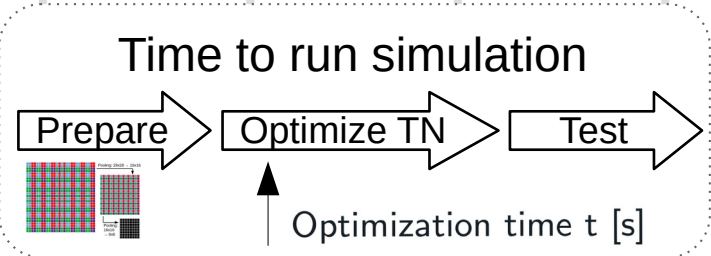 Time to run simulation
Prepare
Optimize TN
Test
Optimization time t [s]